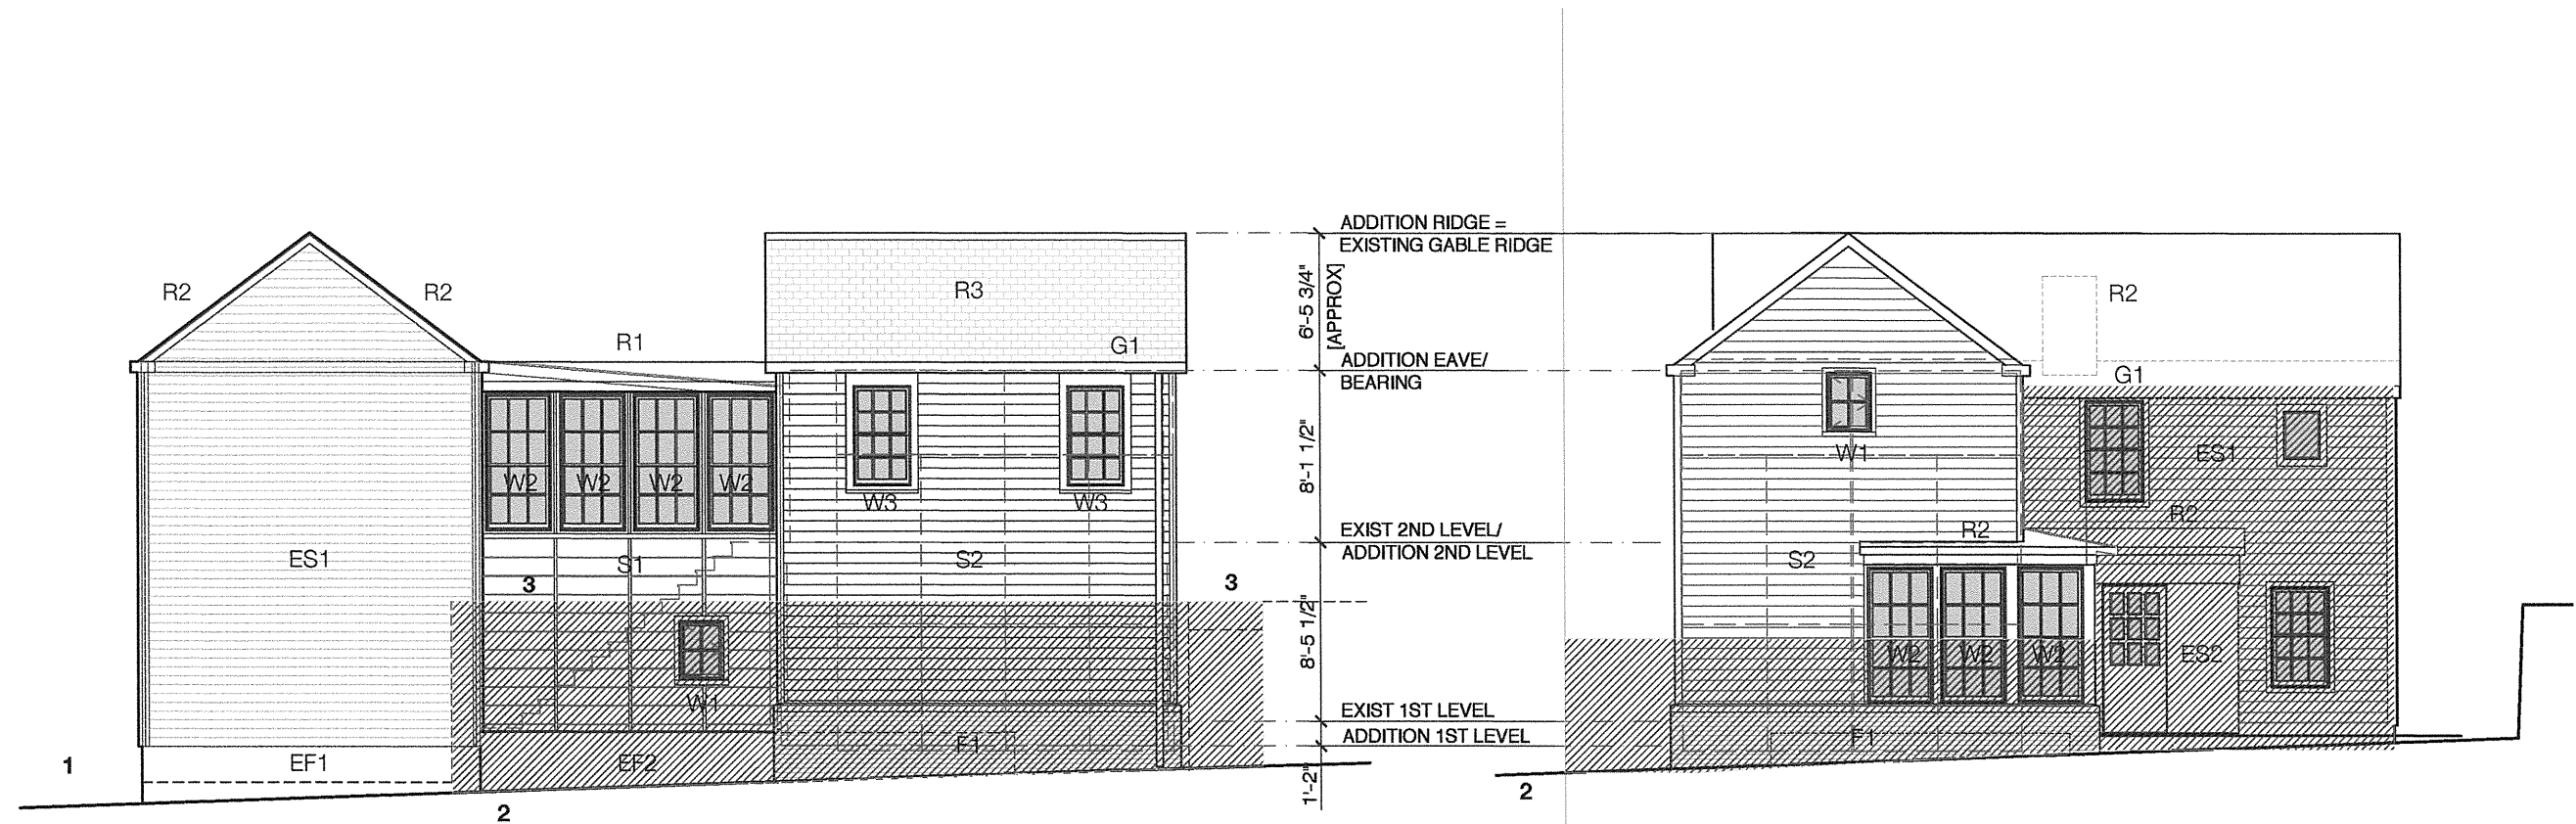 ADDITION RIDGE =
EXISTING GABLE RIDGE
R2
R2
R3
R2
6'-5 3/4"
[APPROX]
R1
G1
ADDITION EAVE/
BEARING
G1
8'-1 1/2"
W1
ES1
W2 W2 W2 W2
W3 W3
R2
EXIST 2ND LEVEL/
ADDITION 2ND LEVEL
R2
ES1
S1
S2
S2
3
3
8'-5 1/2"
W2 W2 W2
ES2
W1
EXIST 1ST LEVEL
ADDITION 1ST LEVEL
F1
F1
1
EF1
EF2
1'-2"
2
2